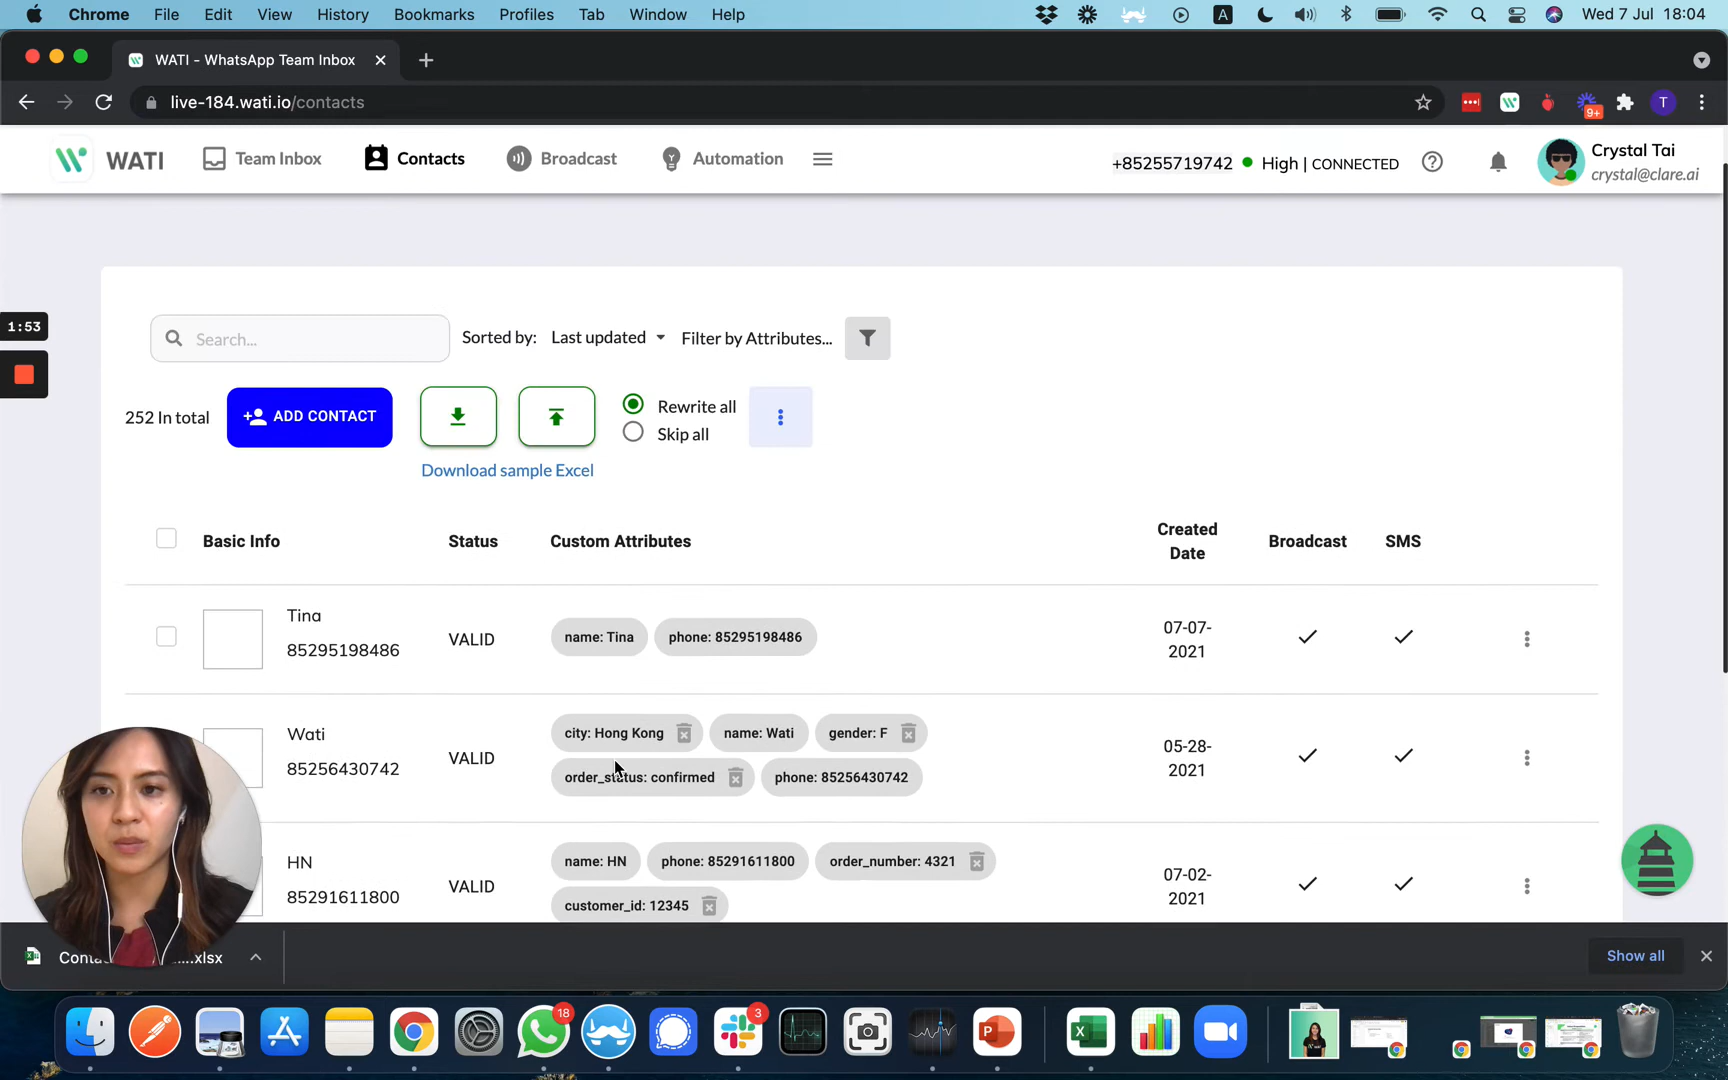 Chrome File Edit View History Bookmarks Profiles Tab Window Help A Wed 7 Jul 18:04
WATI - WhatsApp Team Inbox
live-184.wati.io/contacts
9+
T
WATI Team Inbox Contacts Broadcast Automation
+85255719742 High | CONNECTED
Crystal Tai
crystal@clare.ai
1:53
Search...
Sorted by: Last updated Filter by Attributes...
252 In total ADD CONTACT
Rewrite all
Skip all
Download sample Excel
Basic Info Status Custom Attributes Created Date Broadcast SMS
Tina
85295198486
VALID
name: Tina phone: 85295198486
07-07-
2021
Wati
85256430742
VALID
city: Hong Kong name: Wati gender: F
order_status: confirmed phone: 85256430742
05-28-
2021
HN
85291611800
VALID
name: HN phone: 85291611800 order_number: 4321
customer_id: 12345
07-02-
2021
Show all
18
3
P
X